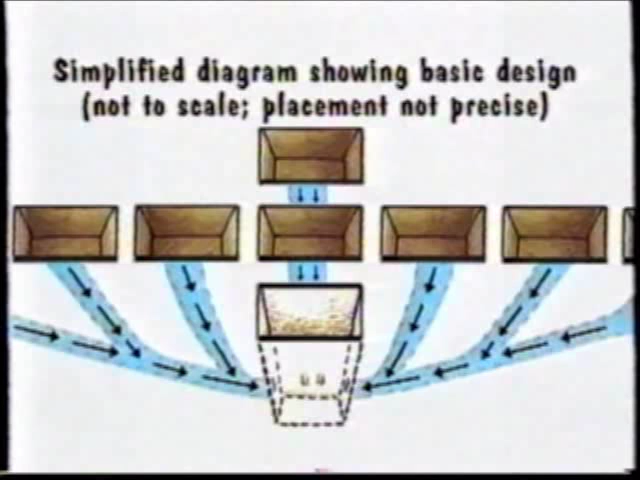 Simplified diagram showing basic design
(not to scale; placement not precise)